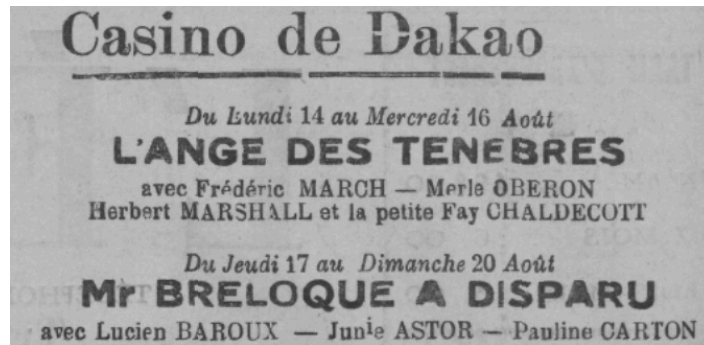 Casino de Dakao
Du Lundi 14 au Mercredi 16 Août
L'ANGE DES TENEBRES
avec Frédéric MARCH — Merle OBERON
Herbert MARSHALL et la petite Fay CHALDECOTT
Du Jeudi 17 au Dimanche 20 Août
Mr BRELOQUE A DISPARU
avec Lucien BAROUX — Junie ASTOR — Pauline CARTON